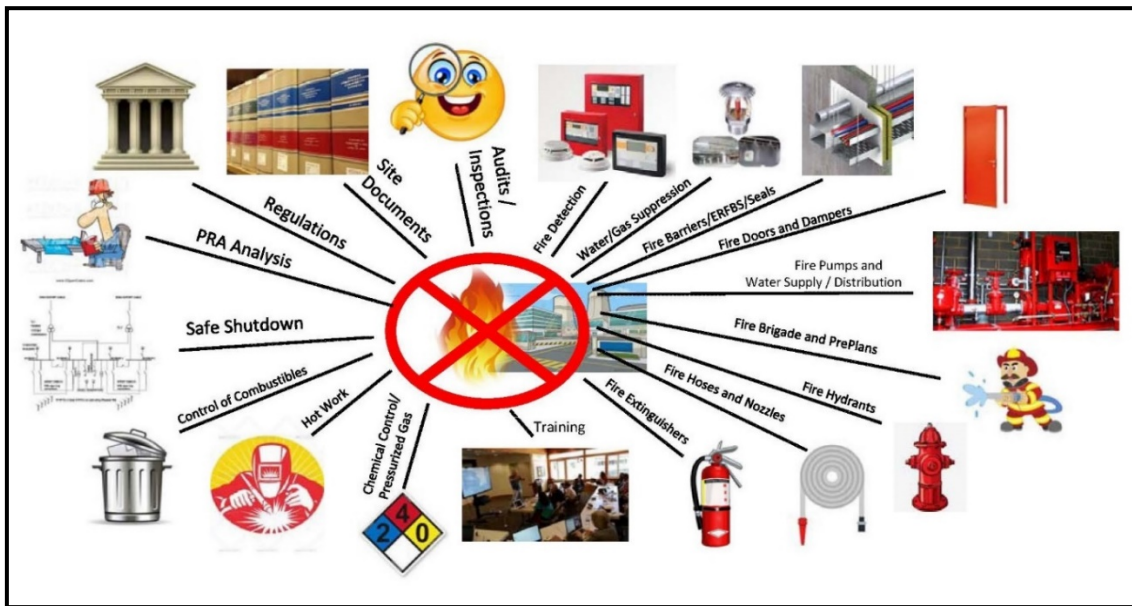 Audits /
Inspections
Site
Documents
Regulations
PRA Analysis
Safe Shutdown
Control of Combustibles
Hot Work
Chemical Control/
Pressurized Gas
Training
Fire Extinguishers
Fire Hoses and Nozzles
Fire Hydrants
Fire Brigade and PrePlans
Fire Pumps and
Water Supply / Distribution
Fire Doors and Dampers
Fire Barriers/ERFBS/Seals
Water/Gas Suppression
Fire Detection
4
2
0